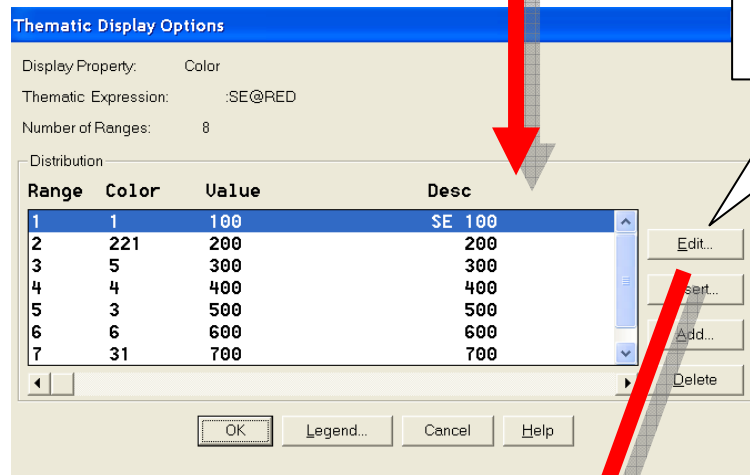 Thematic Display Options
Display Property: Color
Thematic Expression: :SE@RED
Number of Ranges: 8
Distribution
Range Color Value Desc
1 1 100 SE 100
2 221 200 200
3 5 300 300
4 4 400 400
5 3 500 500
6 6 600 600
7 31 700 700
Edit...
Add...
Delete
OK Legend... Cancel Help